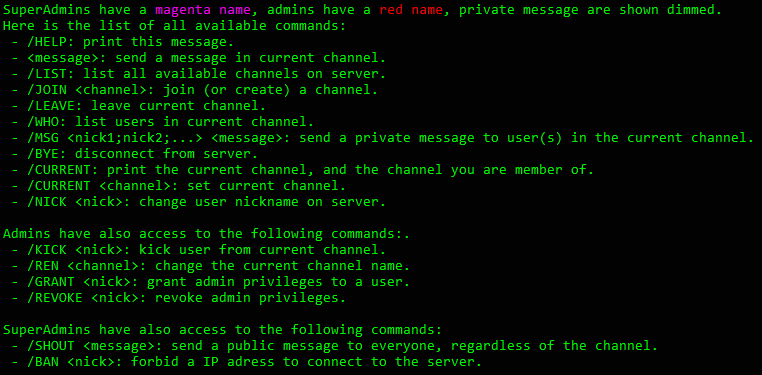 SuperAdmins have a magenta name, admins have a red name, private message are shown dimmed.
Here is the list of all available commands:
- /HELP: print this message.
- <message>: send a message in current channel.
- /LIST: list all available channels on server.
- /JOIN <channel>: join (or create) a channel.
- /LEAVE: leave current channel.
- /WHO: list users in current channel.
- /MSG <nick1;nick2;...> <message>: send a private message to user(s) in the current channel.
- /BYE: disconnect from server.
- /CURRENT: print the current channel, and the channel you are member of.
- /CURRENT <channel>: set current channel.
- /NICK <nick>: change user nickname on server.
Admins have also access to the following commands:.
- /KICK <nick>: kick user from current channel.
- /REN <channel>: change the current channel name.
- /GRANT <nick>: grant admin privileges to a user.
- /REVOKE <nick>: revoke admin privileges.
SuperAdmins have also access to the following commands:
- /SHOUT <message>: send a public message to everyone, regardless of the channel.
- /BAN <nick>: forbid a IP adress to connect to the server.